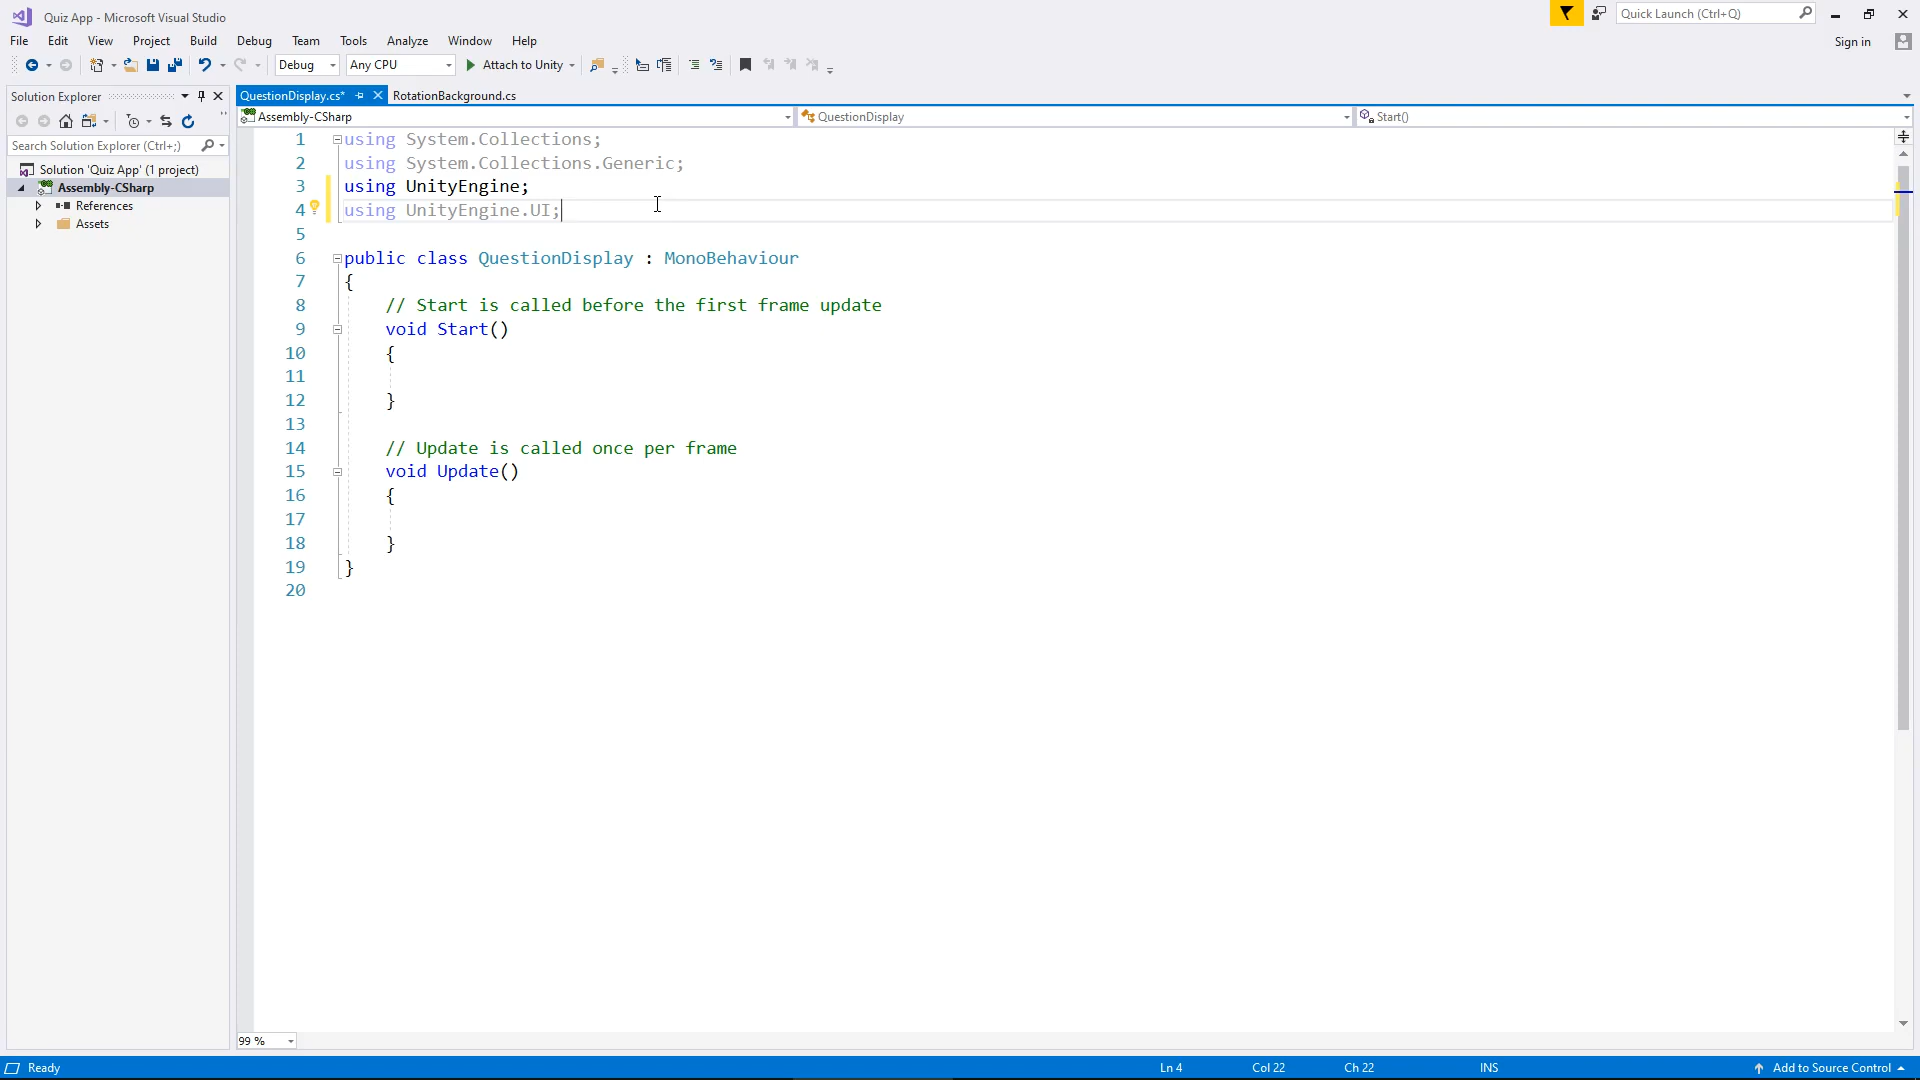 Quiz App - Microsoft Visual Studio
Quick Launch (Ctrl+Q)
File Edit View Project Build Debug Team Tools Analyze Window Help
Sign in
Debug Any CPU Attach to Unity
Solution Explorer
QuestionDisplay.cs* RotationBackground.cs
Assembly-CSharp QuestionDisplay Start()
Search Solution Explorer (Ctrl+;)
Solution 'Quiz App' (1 project)
Assembly-CSharp
References
Assets
1 using System.Collections;
2 using System.Collections.Generic;
3 using UnityEngine;
4 using UnityEngine.UI;
5
6 public class QuestionDisplay : MonoBehaviour
7 {
8 // Start is called before the first frame update
9 void Start()
10 {
11
12 }
13
14 // Update is called once per frame
15 void Update()
16 {
17
18 }
19 }
20
99 %
Ready Ln 4 Col 22 Ch 22 INS Add to Source Control